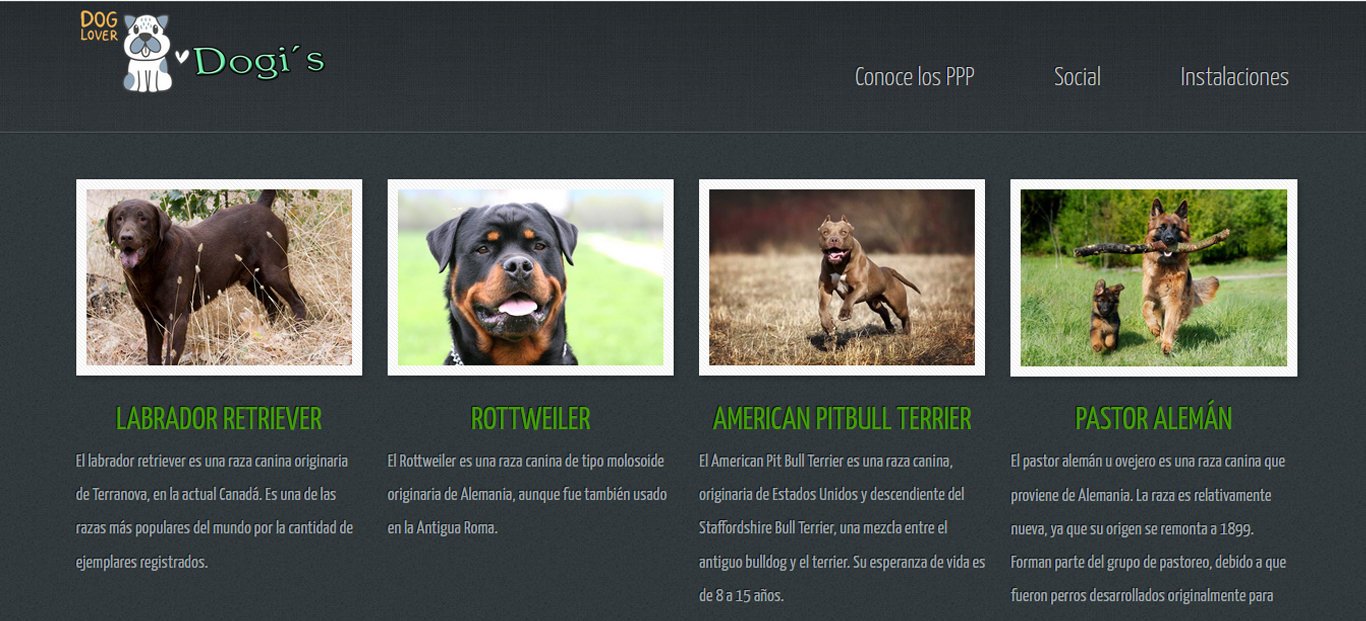 DOG
LOVER
Dogi´s
Conoce los PPP
Social
Instalaciones
LABRADOR RETRIEVER
El labrador retriever es una raza canina originaria
de Terranova, en la actual Canadá. Es una de las
razas más populares del mundo por la cantidad de
ejemplares registrados.
ROTTWEILER
El Rottweiler es una raza canina de tipo molosoide
originaria de Alemania, aunque fue también usado
en la Antigua Roma.
AMERICAN PITBULL TERRIER
El American Pit Bull Terrier es una raza canina,
originaria de Estados Unidos y descendiente del
Staffordshire Bull Terrier, una mezcla entre el
antiguo bulldog y el terrier. Su esperanza de vida es
de 8 a 15 años.
PASTOR ALEMÁN
El pastor alemán u ovejero es una raza canina que
proviene de Alemania. La raza es relativamente
nueva, ya que su origen se remonta a 1899.
Forman parte del grupo de pastoreo, debido a que
fueron perros desarrollados originalmente para